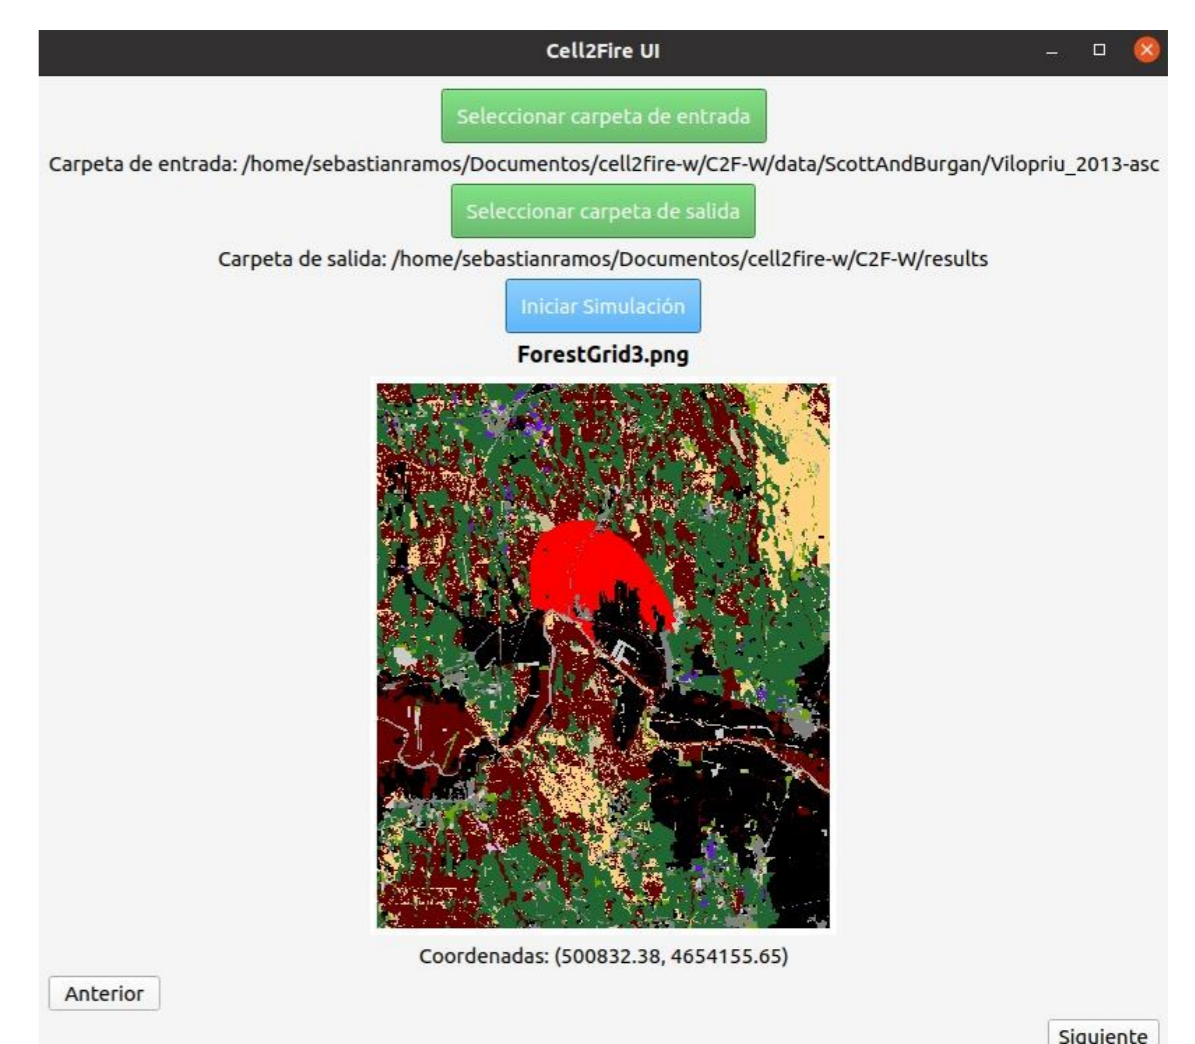 Cell2Fire UI
Seleccionar carpeta de entrada
Carpeta de entrada: /home/sebastianramos/Documentos/cell2fire-w/C2F-W/data/ScottAndBurgan/Vilopriu_2013-asc
Seleccionar carpeta de salida
Carpeta de salida: /home/sebastianramos/Documentos/cell2fire-w/C2F-W/results
Iniciar Simulación
ForestGrid3.png
Coordenadas: (500832.38, 4654155.65)
Anterior
Siguiente